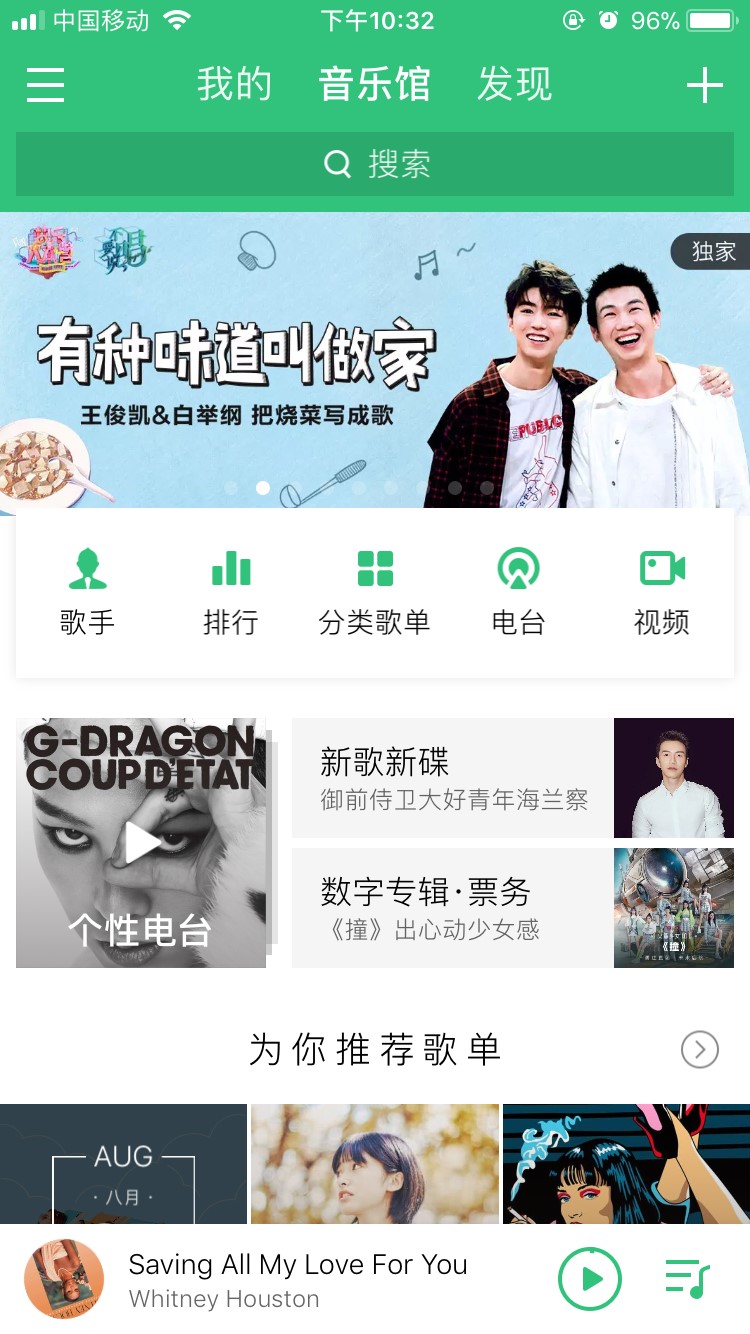 中国移动
下午10:32
96%
我的
音乐馆
发现
搜索
独家
有种味道叫做家
王俊凯&白举纲 把烧菜写成歌
歌手
排行
分类歌单
电台
视频
G-DRAGON
COUP D'ETAT
个性电台
新歌新碟
御前侍卫大好青年海兰察
数字专辑·票务
《撞》出心动少女感
《撞》
为你推荐歌单
AUG
·八月·
Saving All My Love For You
Whitney Houston